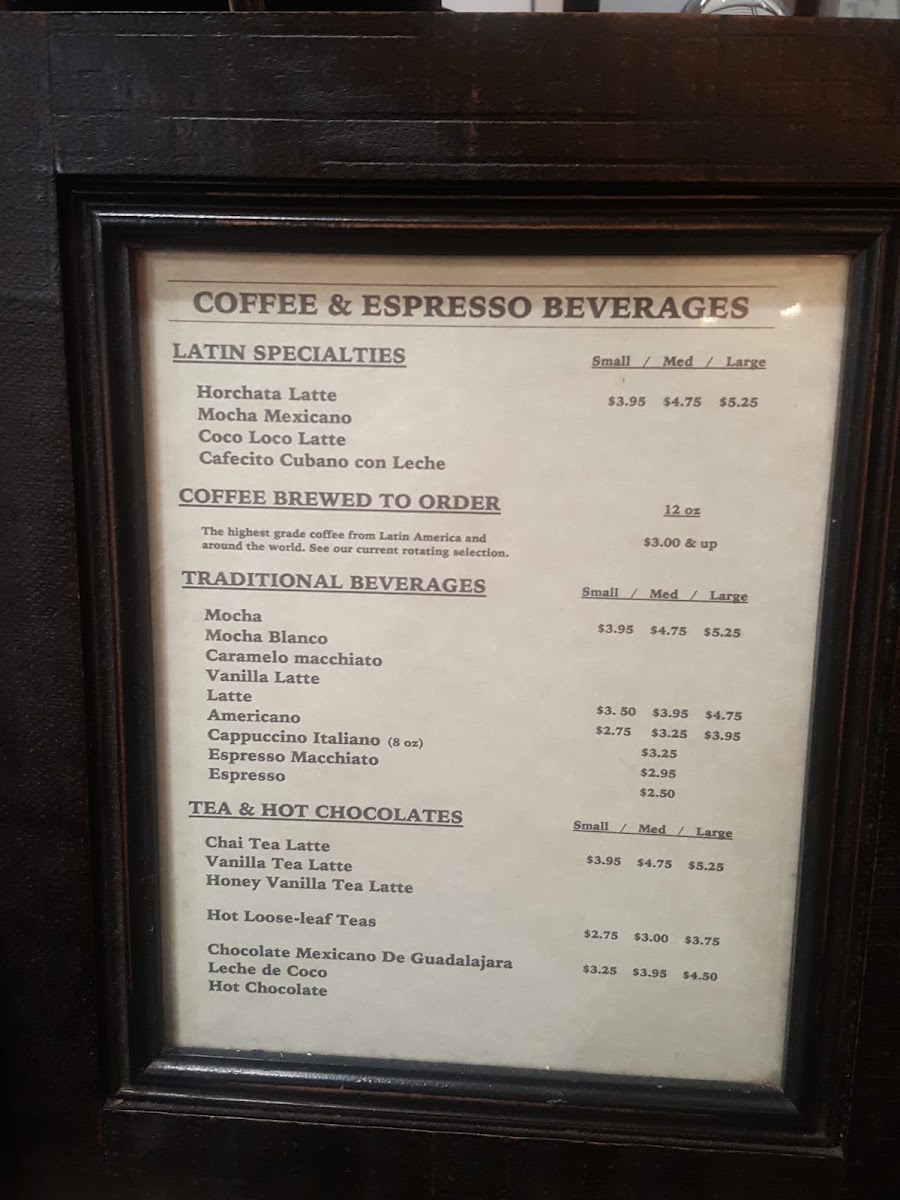 COFFEE & ESPRESSO BEVERAGES
LATIN SPECIALTIES Small / Med / Large
Horchata Latte $3.95 $4.75 $5.25
Mocha Mexicano
Coco Loco Latte
Cafecito Cubano con Leche
COFFEE BREWED TO ORDER 12 oz
The highest grade coffee from Latin America and
around the world. See our current rotating selection. $3.00 & up
TRADITIONAL BEVERAGES Small / Med / Large
Mocha $3.95 $4.75 $5.25
Mocha Blanco
Caramelo macchiato
Vanilla Latte
Latte $3. 50 $3.95 $4.75
Americano $2.75 $3.25 $3.95
Cappuccino Italiano (8 oz) $3.25
Espresso Macchiato $2.95
Espresso $2.50
TEA & HOT CHOCOLATES Small / Med / Large
Chai Tea Latte $3.95 $4.75 $5.25
Vanilla Tea Latte
Honey Vanilla Tea Latte
Hot Loose-leaf Teas $2.75 $3.00 $3.75
Chocolate Mexicano De Guadalajara $3.25 $3.95 $4.50
Leche de Coco
Hot Chocolate